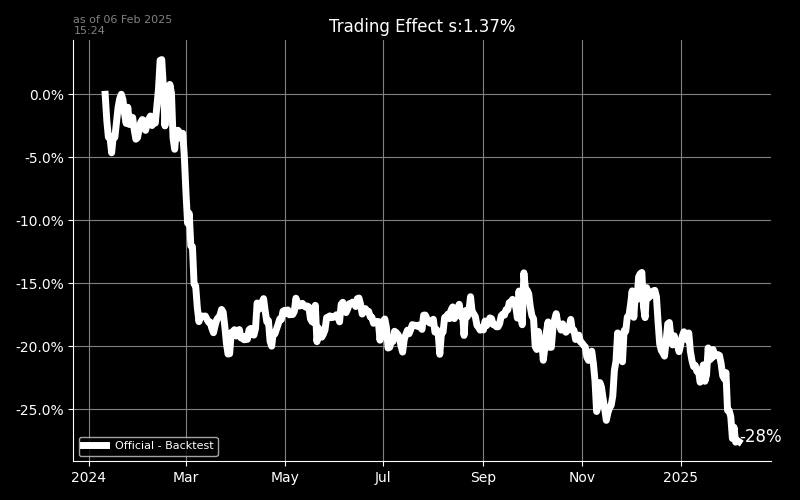 as of 06 Feb 2025
15:24
Trading Effect s:1.37%
0.0%
-5.0%
-10.0%
-15.0%
-20.0%
-25.0%
-28%
Official - Backtest
2024 Mar May Jul Sep Nov 2025